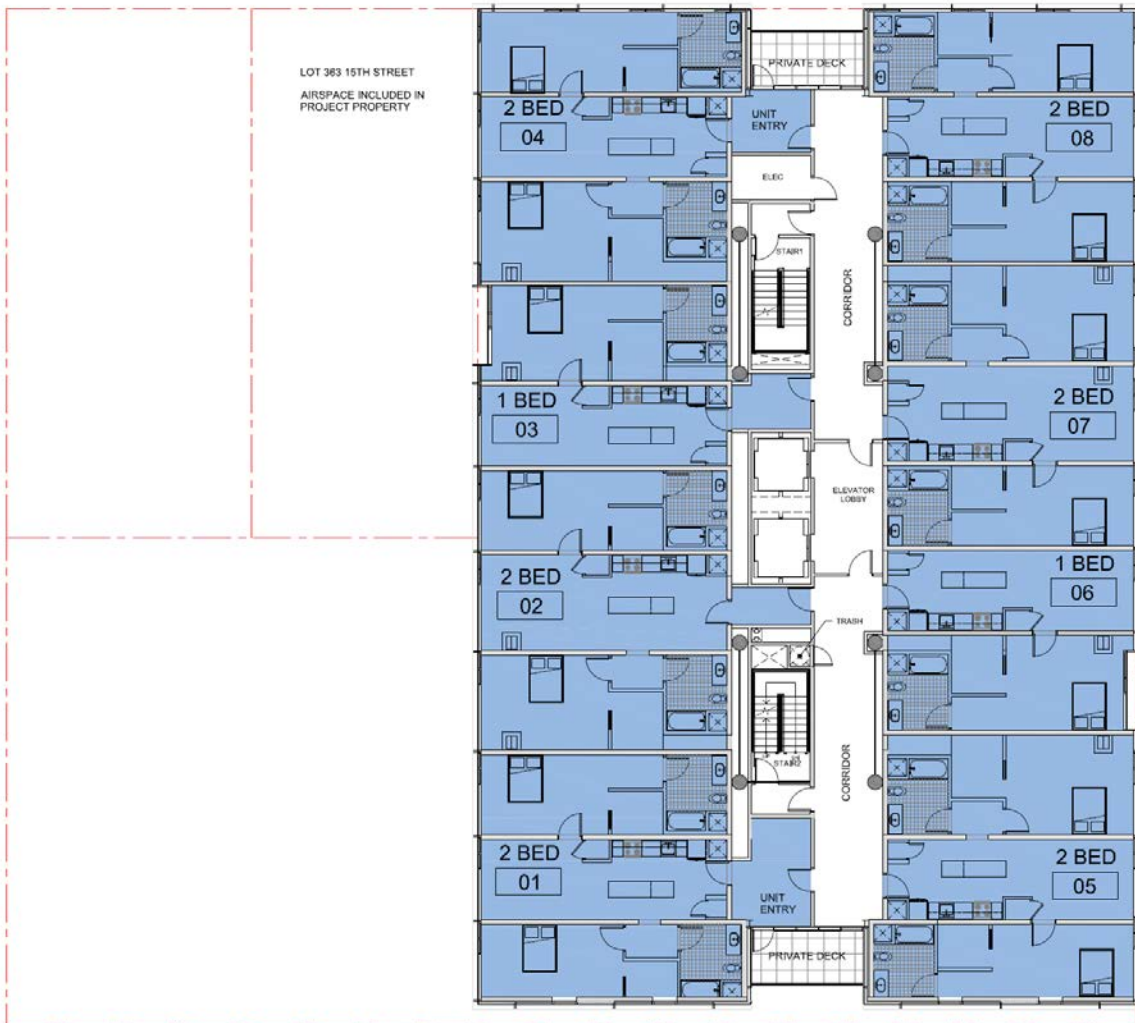 LOT 363 15TH STREET
AIRSPACE INCLUDED IN
PROJECT PROPERTY
PRIVATE DECK
2 BED
04
UNIT
ENTRY
2 BED
08
ELEC
STAIR1
CORRIDOR
1 BED
03
2 BED
07
ELEVATOR
LOBBY
2 BED
02
1 BED
06
TRASH
STAIR2
CORRIDOR
2 BED
01
2 BED
05
UNIT
ENTRY
PRIVATE DECK